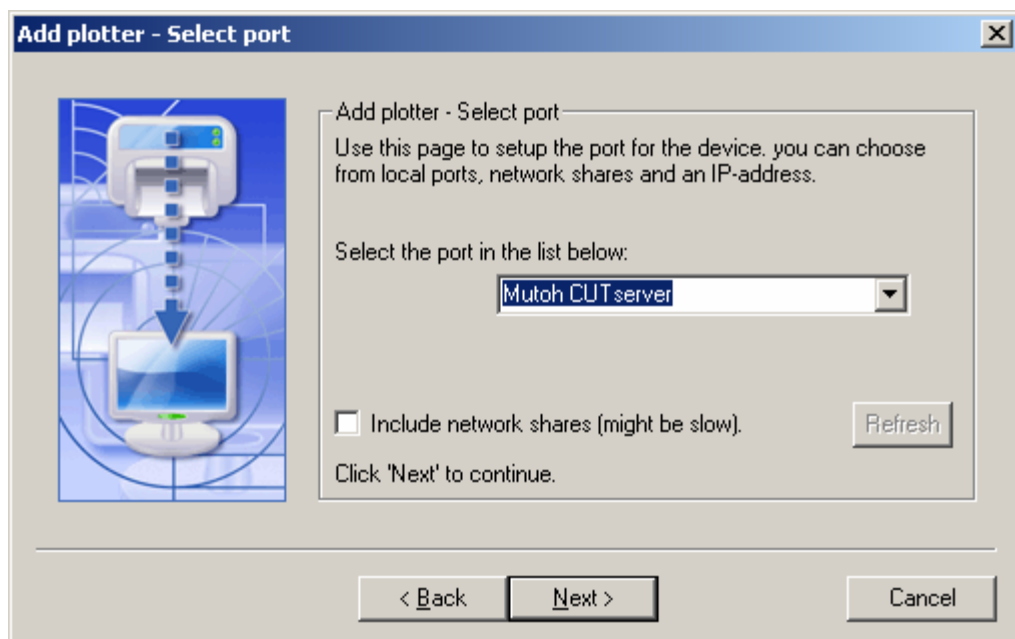 Add plotter - Select port
Add plotter - Select port
Use this page to setup the port for the device. you can choose
from local ports, network shares and an IP-address.
Select the port in the list below:
Mutoh CUTserver
Include network shares (might be slow).
Refresh
Click 'Next' to continue.
< Back
Next >
Cancel